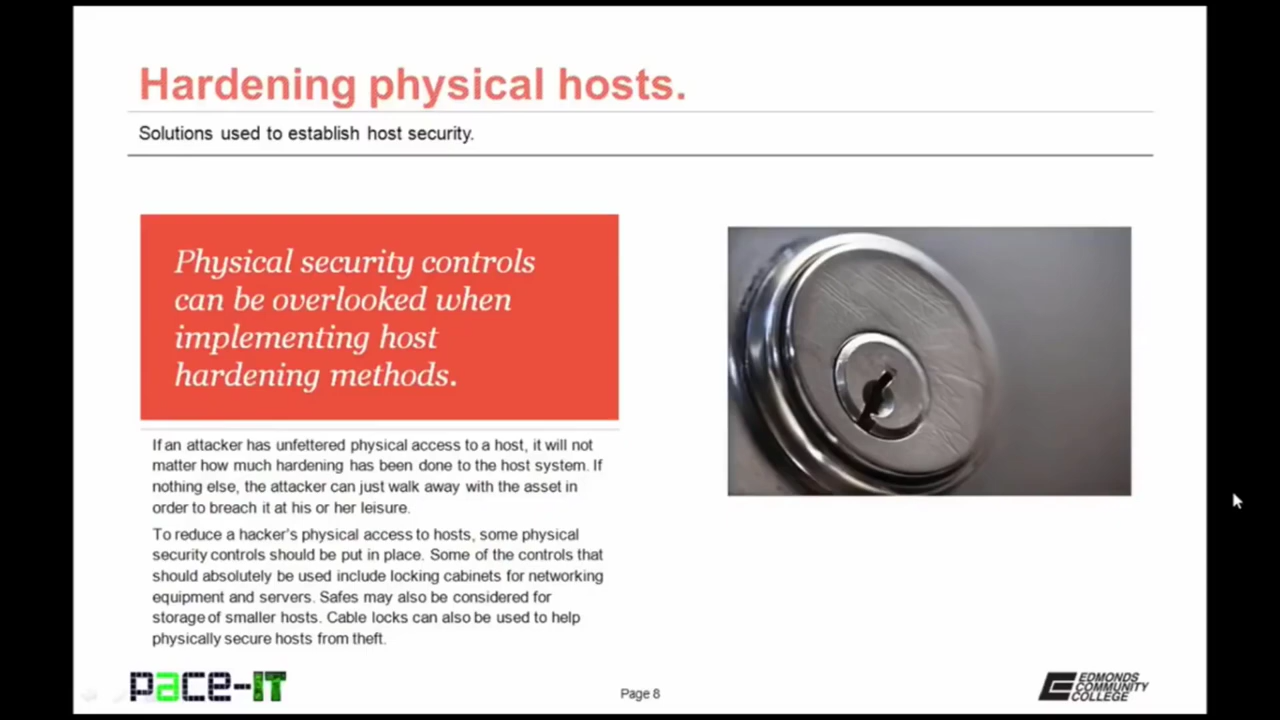 Hardening physical hosts.
Solutions used to establish host security.
Physical security controls
can be overlooked when
implementing host
hardening methods.
If an attacker has unfettered physical access to a host, it will not
matter how much hardening has been done to the host system. If
nothing else, the attacker can just walk away with the asset in
order to breach it at his or her leisure.
To reduce a hacker's physical access to hosts, some physical
security controls should be put in place. Some of the controls that
should absolutely be used include locking cabinets for networking
equipment and servers. Safes may also be considered for
storage of smaller hosts. Cable locks can also be used to help
physically secure hosts from theft.
pace-IT
Page 8
EDMONDS
COMMUNITY
COLLEGE